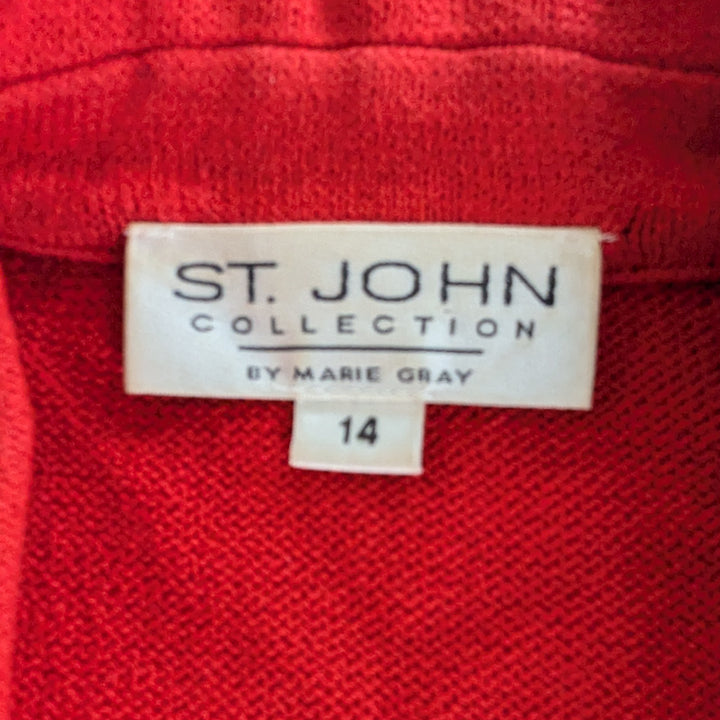 ST. JOHN
COLLECTION
BY MARIE GRAY
14